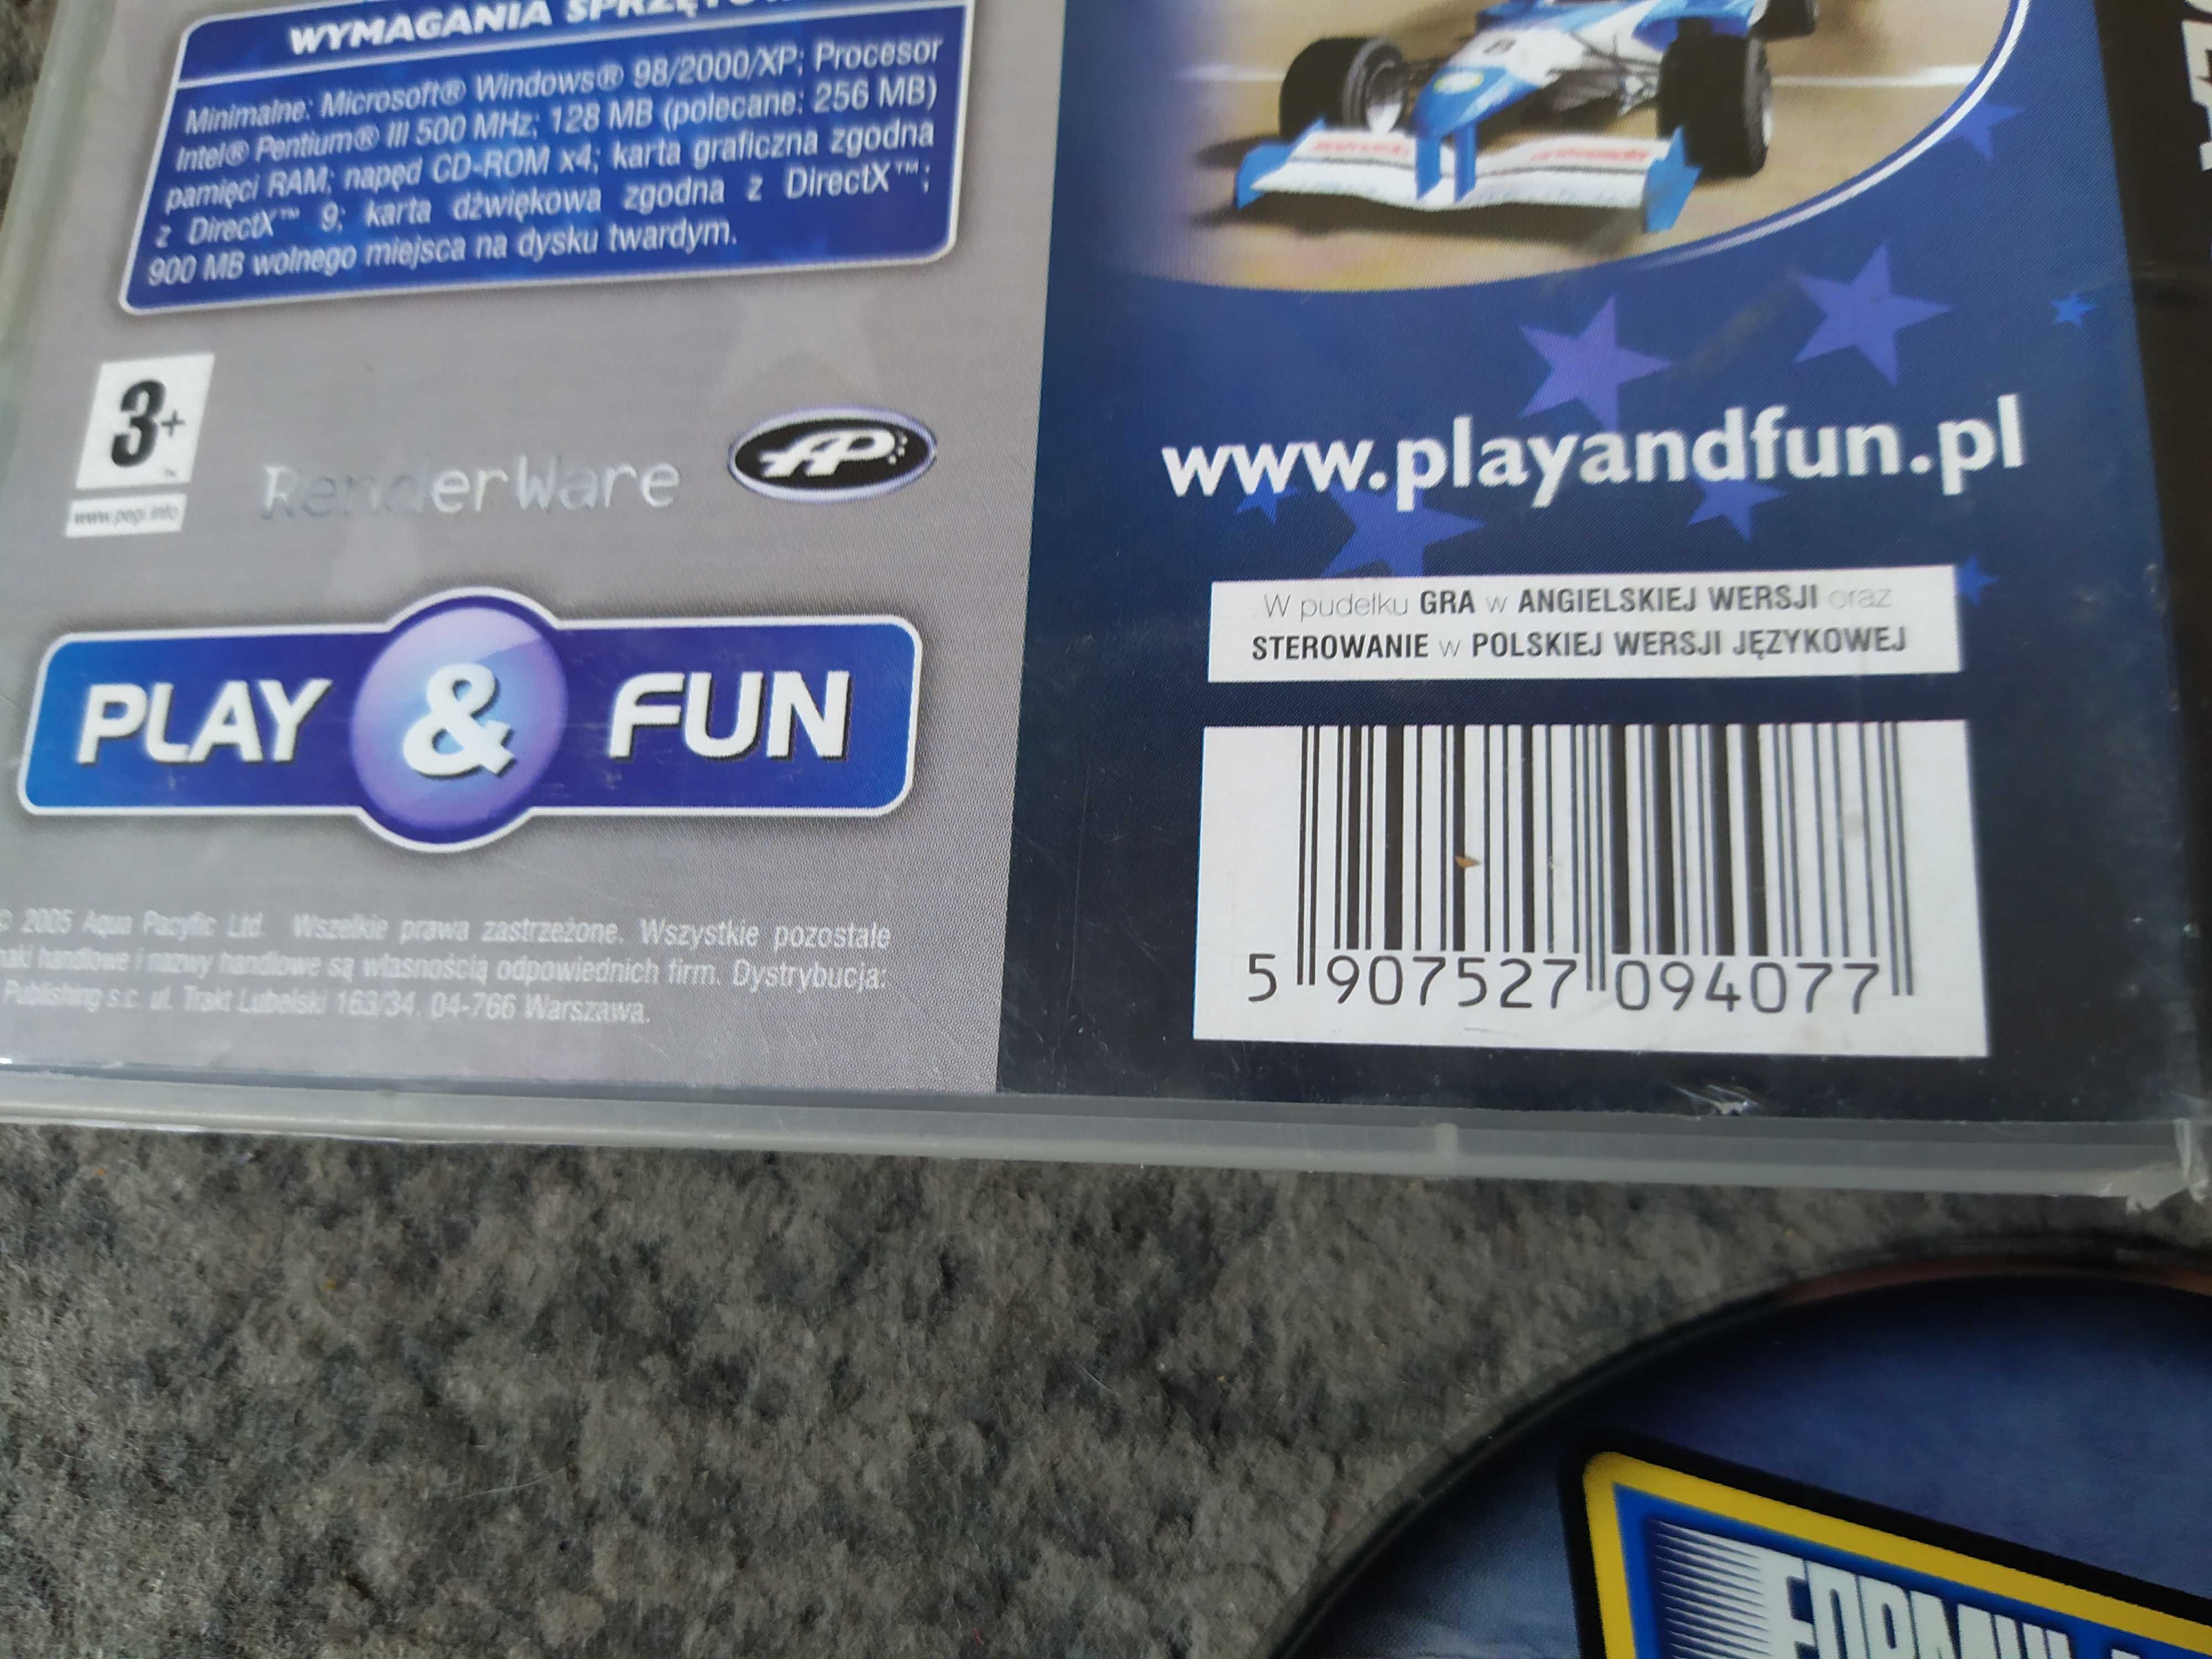 WYMAGANIA
Minimalne: Microsoft® Windows® 98/2000/XP; Procesor
Intel® Pentium® III 500 MHz; 128 MB (polecane: 256 MB)
pamięci RAM; napęd CD-ROM x4; karta graficzna zgodna
z DirectX™ 9; karta dźwiękowa zgodna z DirectX™;
900 MB wolnego miejsca na dysku twardym.
3+
™
www.pegi.info
RenderWare
AP
PLAY & FUN
© 2005 Aqua Pacyfic Ltd. Wszelkie prawa zastrzeżone. Wszystkie pozostałe
handlowe i nazwy handlowe są własnością odpowiednich firm. Dystrybucja:
Publishing s.c. ul. Trakt Lubelski 163/34 04-766 Warszawa.
8
www.playandfun.pl
W pudełku GRA w ANGIELSKIEJ WERSJI oraz
STEROWANIE w POLSKIEJ WERSJI JĘZYKOWEJ
5 907527 094077